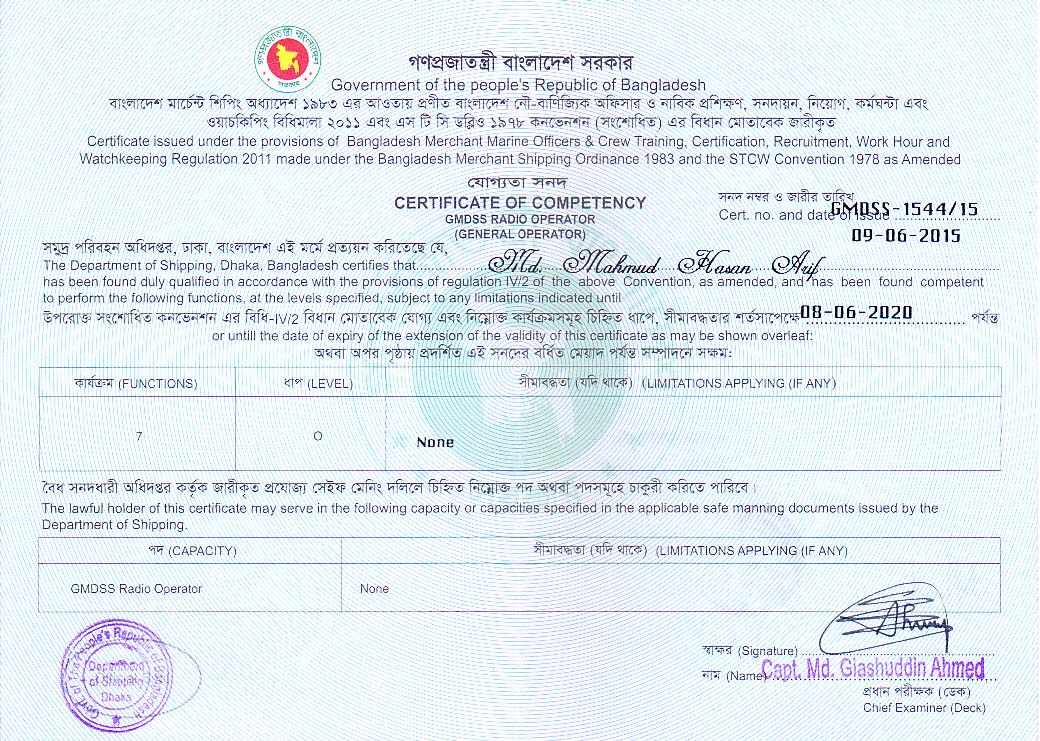 গণপ্রজাতন্ত্রী বাংলাদেশ সরকার
Government of the people's Republic of Bangladesh
বাংলাদেশ মার্চেন্ট শিপিং অধ্যাদেশ ১৯৮৩ এর আওতায় প্রণীত বাংলাদেশ নৌ-বাণিজ্যিক অফিসার ও নাবিক প্রশিক্ষণ, সনদায়ন, নিয়োগ, কর্মঘন্টা এবং
ওয়াচকিপিং বিধিমালা ২০১১ এবং এস টি সি ডব্লিও ১৯৭৮ কনভেনশন (সংশোধিত) এর বিধান মোতাবেক জারীকৃত
Certificate issued under the provisions of Bangladesh Merchant Marine Officers & Crew Training, Certification, Recruitment, Work Hour and
Watchkeeping Regulation 2011 made under the Bangladesh Merchant Shipping Ordinance 1983 and the STCW Convention 1978 as Amended
যোগ্যতা সনদ
CERTIFICATE OF COMPETENCY
GMDSS RADIO OPERATOR
(GENERAL OPERATOR)
সনদ নম্বর ও জারীর তারিখ
Cert. no. and date of issue GMDSS-1544/15
09-06-2015
সমুদ্র পরিবহন অধিদপ্তর, ঢাকা, বাংলাদেশ এই মর্মে প্রত্যয়ন করিতেছে যে,
The Department of Shipping, Dhaka, Bangladesh certifies that Md. Mahmud Hasan Arif
has been found duly qualified in accordance with the provisions of regulation IV/2 of the above Convention, as amended, and has been found competent
to perform the following functions, at the levels specified, subject to any limitations indicated until
উপরোক্ত সংশোধিত কনভেনশন এর বিধি-IV/2 বিধান মোতাবেক যোগ্য এবং নিম্নোক্ত কার্যক্রমসমূহ চিহ্নিত ধাপে, সীমাবদ্ধতার শর্তসাপেক্ষে 08-06-2020 পর্যন্ত
or untill the date of expiry of the extension of the validity of this certificate as may be shown overleaf:
অথবা অপর পৃষ্ঠায় প্রদর্শিত এই সনদের বর্ধিত মেয়াদ পর্যন্ত সম্পাদনে সক্ষম:
কার্যক্রম (FUNCTIONS) ধাপ (LEVEL) সীমাবদ্ধতা (যদি থাকে) (LIMITATIONS APPLYING (IF ANY)
7 O None
বৈধ সনদধারী অধিদপ্তর কর্তৃক জারীকৃত প্রযোজ্য সেইফ মেনিং দলিলে চিহ্নিত নিম্নোক্ত পদ অথবা পদসমূহে চাকুরী করিতে পারিবে।
The lawful holder of this certificate may serve in the following capacity or capacities specified in the applicable safe manning documents issued by the
Department of Shipping.
পদ (CAPACITY) সীমাবদ্ধতা (যদি থাকে) (LIMITATIONS APPLYING (IF ANY)
GMDSS Radio Operator None
Govt. of The People's Republic of Bangladesh
Department
of Shipping
Dhaka
স্বাক্ষর (Signature)
নাম (Name) Capt. Md. Giashuddin Ahmed
প্রধান পরীক্ষক (ডেক)
Chief Examiner (Deck)